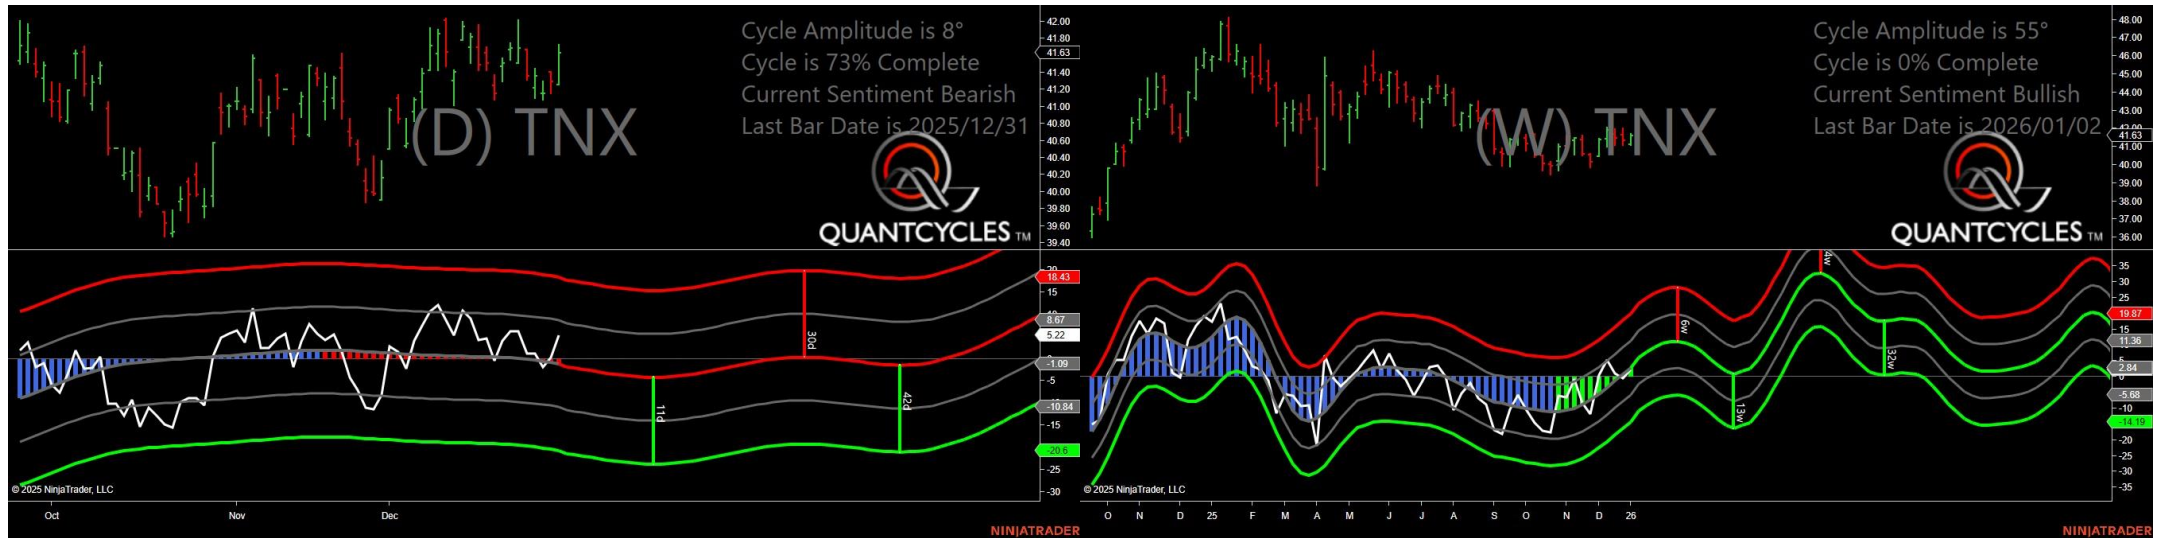 Cycle Amplitude is 8°
Cycle is 73% Complete
Current Sentiment Bearish
Last Bar Date is 2025/12/31
(D) TNX
QUANTCYCLES TM
42.00
41.80
41.63
41.40
41.20
41.00
40.80
40.60
40.40
40.20
40.00
39.80
39.60
39.40
18.43
15
8.67
5.22
-1.09
-5
-10.84
-15
-20.6
-25
-30
30d
11d
42d
© 2025 NinjaTrader, LLC
Oct Nov Dec
NINJATRADER
Cycle Amplitude is 55°
Cycle is 0% Complete
Current Sentiment Bullish
Last Bar Date is 2026/01/02
(W) TNX
QUANTCYCLES TM
48.00
47.00
46.00
45.00
44.00
43.00
41.63
41.00
40.00
39.00
38.00
37.00
36.00
35
30
25
19.87
15
11.36
5
2.84
0
-5.68
-10
-14.19
-20
-25
-30
-35
4w
6w
32w
13w
© 2025 NinjaTrader, LLC
O N D 25 F M A M J J A S O N D 26
NINJATRADER